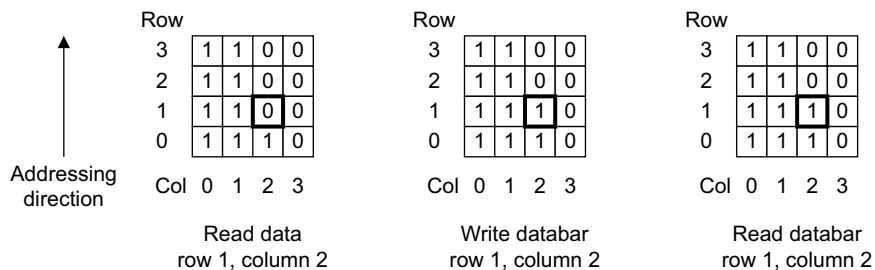 Row
3 1 1 0 0
2 1 1 0 0
1 1 1 0 0
0 1 1 1 0
Col 0 1 2 3
Addressing
direction
Read data
row 1, column 2
Row
3 1 1 0 0
2 1 1 0 0
1 1 1 1 0
0 1 1 1 0
Col 0 1 2 3
Write databar
row 1, column 2
Row
3 1 1 0 0
2 1 1 0 0
1 1 1 1 0
0 1 1 1 0
Col 0 1 2 3
Read databar
row 1, column 2